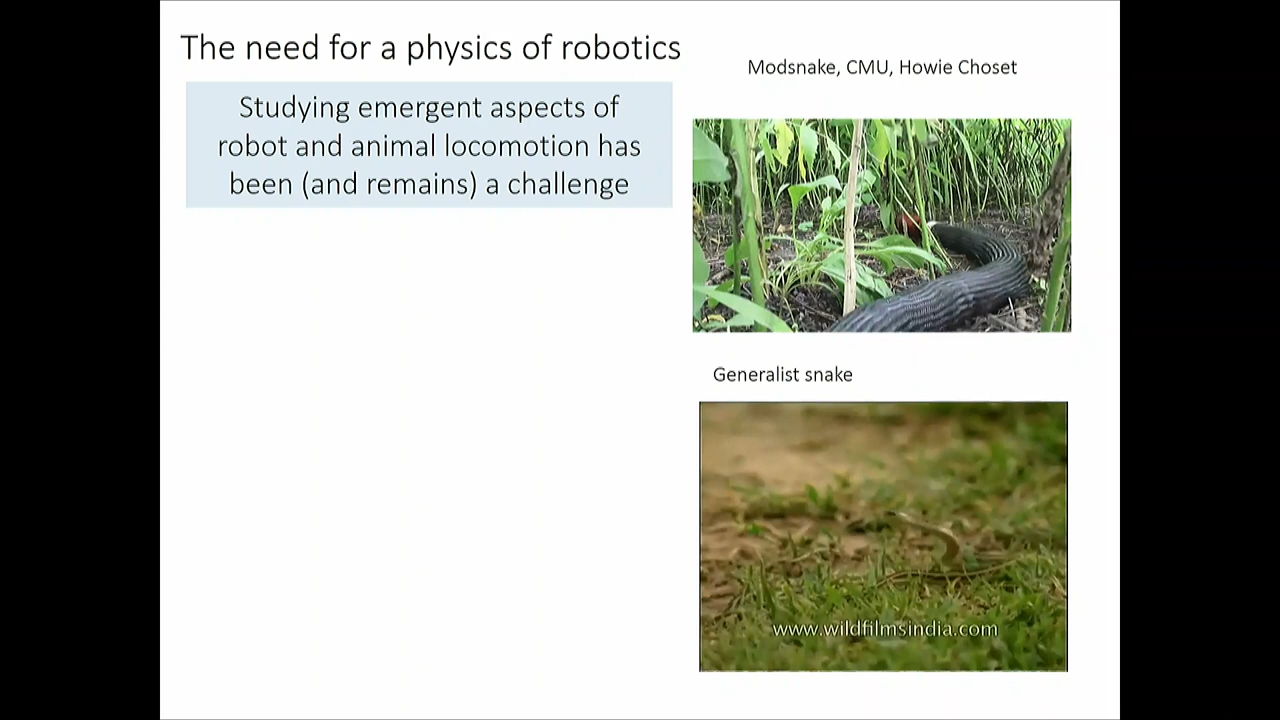 The need for a physics of robotics
Studying emergent aspects of
robot and animal locomotion has
been (and remains) a challenge
Modsnake, CMU, Howie Choset
Generalist snake
www.wildfilmsindia.com